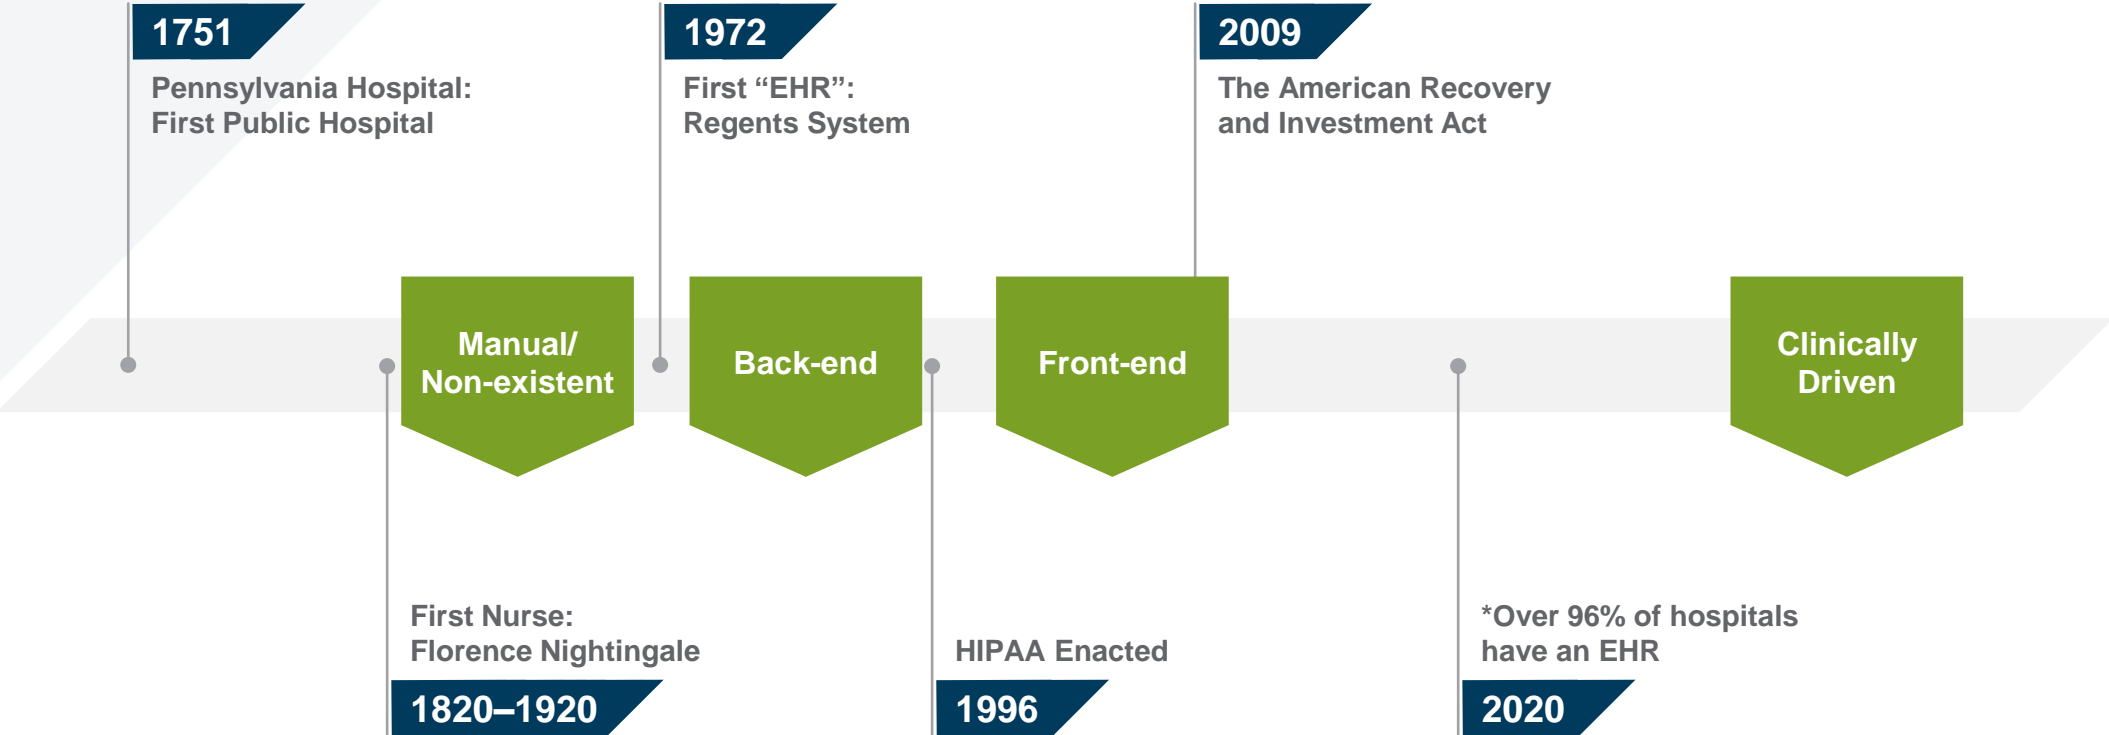 1751
Pennsylvania Hospital:
First Public Hospital
1972
First “EHR”:
Regents System
2009
The American Recovery
and Investment Act
Manual/
Non-existent
Back-end
Front-end
Clinically
Driven
First Nurse:
Florence Nightingale
1820–1920
HIPAA Enacted
1996
*Over 96% of hospitals
have an EHR
2020